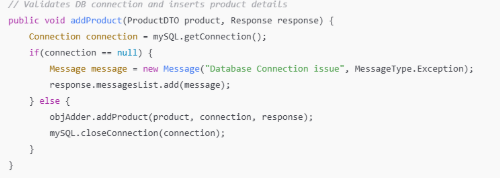 // Validates DB connection and inserts product details
public void addProduct(ProductDTO product, Response response) {
    Connection connection = mySQL.getConnection();
    if(connection == null) {
        Message message = new Message("Database Connection issue", MessageType.Exception);
        response.messagesList.add(message);
    } else {
        objAdder.addProduct(product, connection, response);
        mySQL.closeConnection(connection);
    }
}